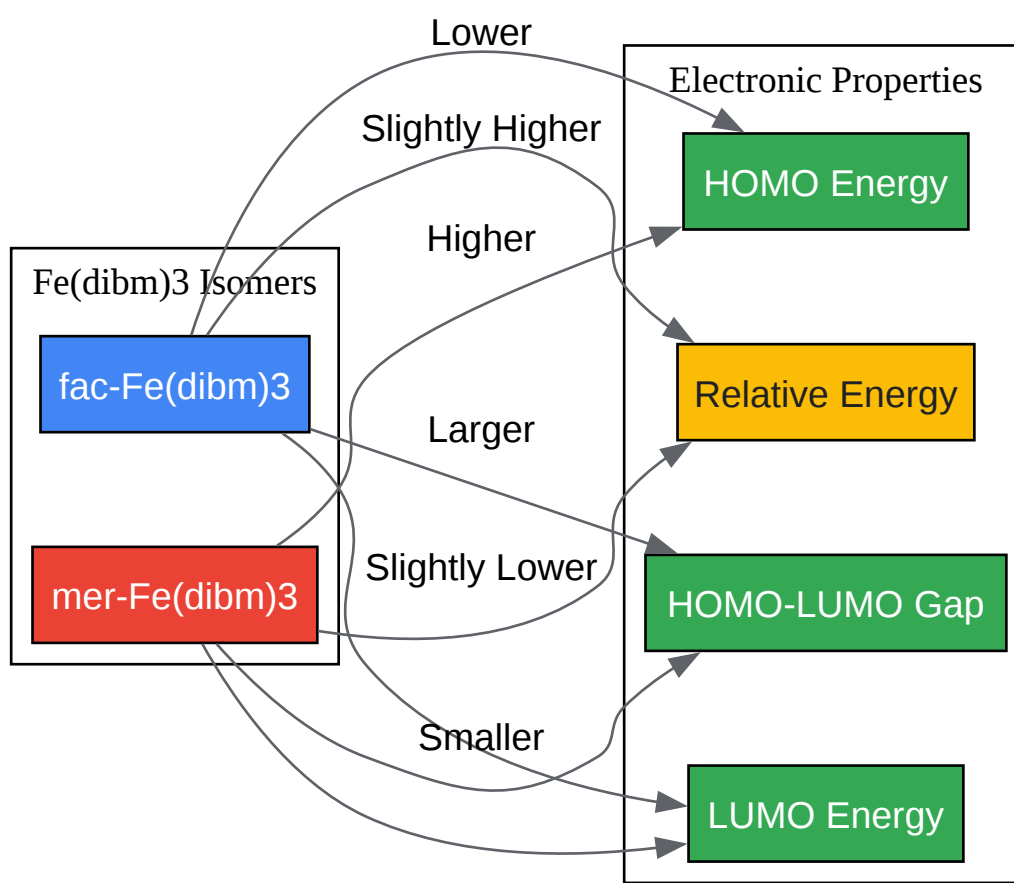 Lower
Electronic Properties
Slightly Higher
HOMO Energy
Higher
Fe(dibm)3 Isomers
fac-Fe(dibm)3
Relative Energy
Larger
Slightly Lower
mer-Fe(dibm)3
HOMO-LUMO Gap
Smaller
LUMO Energy